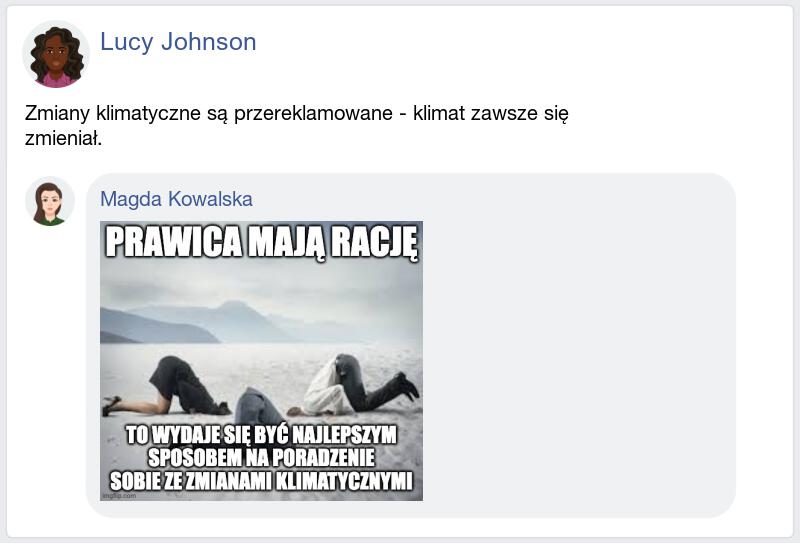 Lucy Johnson
Zmiany klimatyczne są przereklamowane - klimat zawsze się
zmieniał.
Magda Kowalska
PRAWICA MAJĄ RACJĘ
TO WYDAJE SIĘ BYĆ NAJLEPSZYM
SPOSOBEM NA PORADZENIE
SOBIE ZE ZMIANAMI KLIMATYCZNYMI
imgflip.com